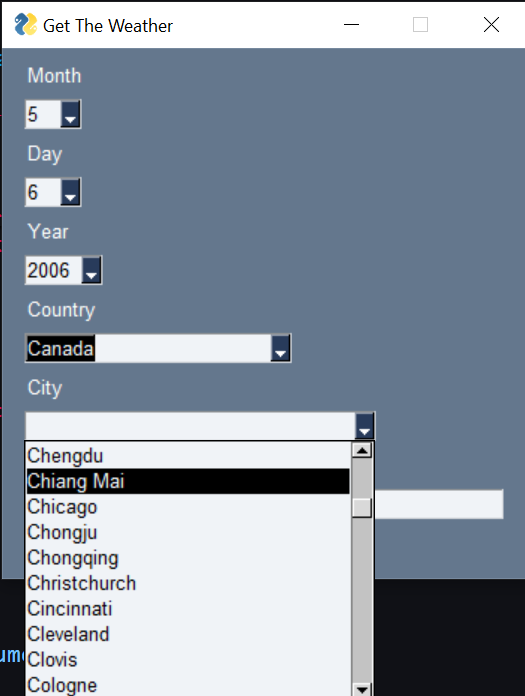 Get The Weather
Month
5
Day
6
Year
2006
Country
Canada
City
Chengdu
Chiang Mai
Chicago
Chongju
Chongqing
Christchurch
Cincinnati
Cleveland
Clovis
Cologne